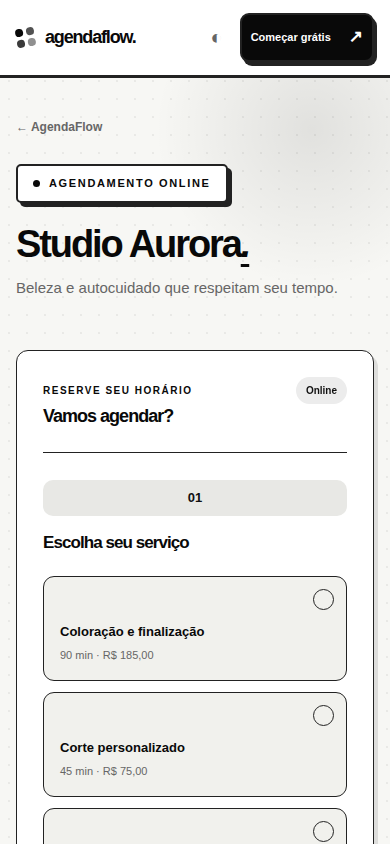 agendaflow.
Começar grátis ↗
← AgendaFlow
AGENDAMENTO ONLINE
Studio Aurora.
Beleza e autocuidado que respeitam seu tempo.
RESERVE SEU HORÁRIO
Online
Vamos agendar?
01
Escolha seu serviço
Coloração e finalização
90 min · R$ 185,00
Corte personalizado
45 min · R$ 75,00